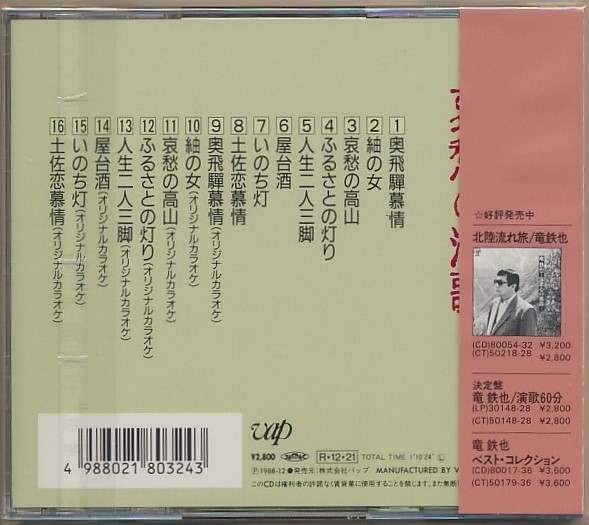 1 奥飛驒慕情
2 紬の女
3 哀愁の高山
4 ふるさとの灯り
5 人生二人三脚
6 屋台酒
7 いのち灯
8 土佐恋慕情
9 奥飛驒慕情(オリジナルカラオケ)
10 紬の女(オリジナルカラオケ)
11 哀愁の高山(オリジナルカラオケ)
12 ふるさとの灯り(オリジナルカラオケ)
13 人生二人三脚(オリジナルカラオケ)
14 屋台酒(オリジナルカラオケ)
15 いのち灯(オリジナルカラオケ)
16 土佐恋慕情(オリジナルカラオケ)
☆好評発売中
北陸流れ旅/竜鉄也
(CD)80054-32 ¥3,200
(CT)50218-28 ¥2,800
決定盤
竜 鉄也/演歌60分
(LP)30148-28 ¥2,800
(CT)50148-28 ¥2,800
竜 鉄也
ベスト・コレクション
(CD)80017-36 ¥3,600
(CT)50179-36 ¥3,600
4 988021 803243
vap
¥2,800 R・12・21 TOTAL TIME 1°10'24" Ⓛ
Ⓟ1988-12●発売元:株式会社バップ MANUFACTURED BY V
このCDは権利者の許諾なく賃貸業に使用することを禁じます。また無断